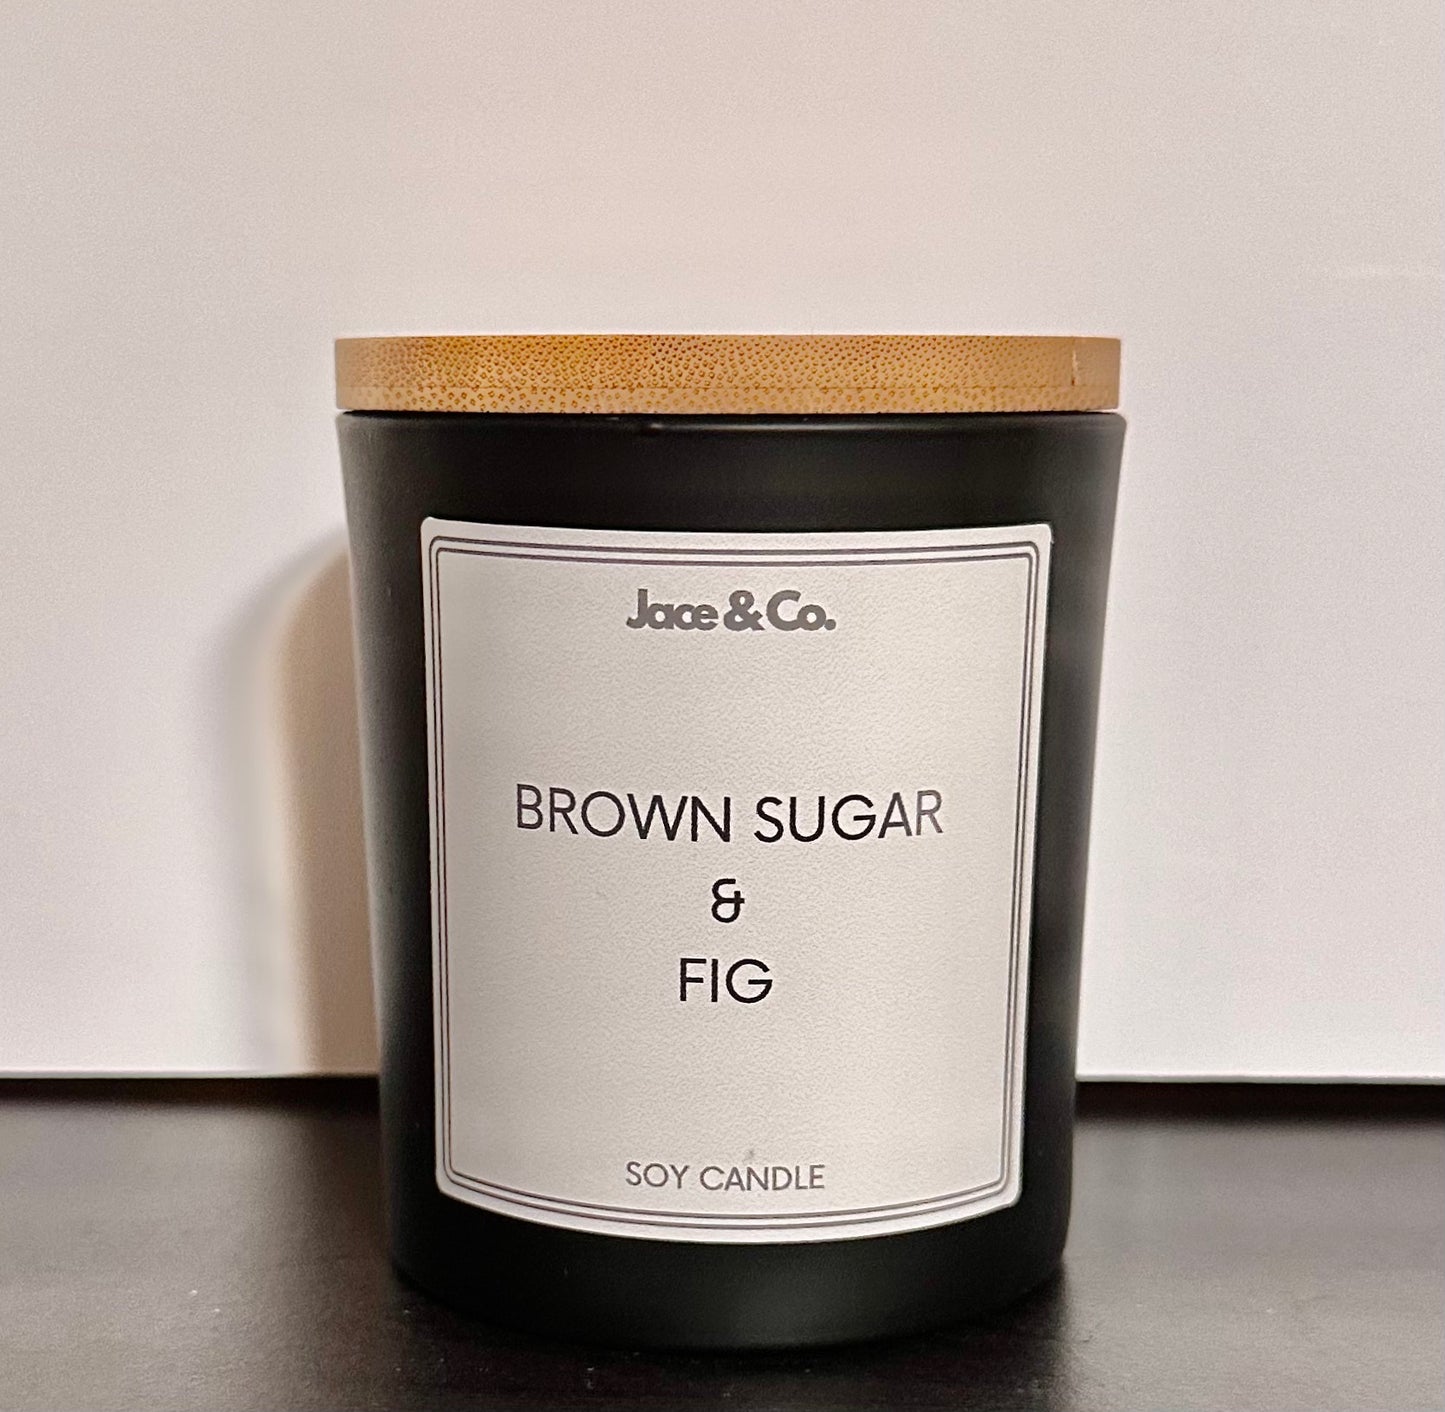 Jace & Co.
BROWN SUGAR
&
FIG
SOY CANDLE